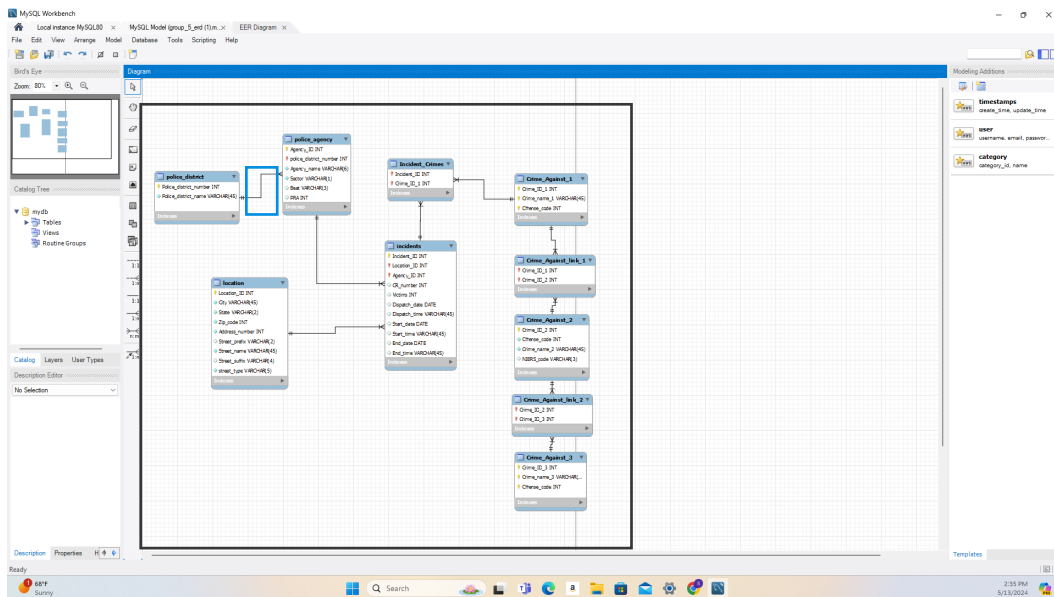 MySQL Workbench
Local instance MySQL80 ×
MySQL Model (group_5_erd (1).m...×
EER Diagram ×
File Edit View Arrange Model Database Tools Scripting Help
Bird's Eye
Zoom: 80%
Catalog Tree
mydb
Tables
Views
Routine Groups
Catalog Layers User Types
Description Editor
No Selection
Description Properties H
Diagram
1:1
1:n
1:1
1:n
n:m
1:n
police_district
Police_district_number INT
Police_district_name VARCHAR(45)
Indexes
police_agency
Agency_ID INT
police_district_number INT
Agency_name VARCHAR(6)
Sector VARCHAR(1)
Beat VARCHAR(3)
PRA INT
Indexes
Incident_Crimes
Incident_ID INT
Crime_ID_1 INT
Indexes
Crime_Against_1
Crime_ID_1 INT
Crime_name_1 VARCHAR(45)
Offense_code INT
Indexes
incidents
Incident_ID INT
Location_ID INT
Agency_ID INT
CR_number INT
Victims INT
Dispatch_date DATE
Dispatch_time VARCHAR(45)
Start_date DATE
Start_time VARCHAR(45)
End_date DATE
End_time VARCHAR(45)
Indexes
Crime_Against_link_1
Crime_ID_1 INT
Crime_ID_2 INT
Indexes
location
Location_ID INT
City VARCHAR(45)
State VARCHAR(2)
Zip_code INT
Address_number INT
Street_prefix VARCHAR(2)
Street_name VARCHAR(45)
Street_suffix VARCHAR(4)
street_type VARCHAR(5)
Indexes
Crime_Against_2
Crime_ID_2 INT
Offense_code INT
Crime_name_2 VARCHAR(45)
NIBRS_code VARCHAR(3)
Indexes
Crime_Against_link_2
Crime_ID_2 INT
Crime_ID_3 INT
Indexes
Crime_Against_3
Crime_ID_3 INT
Crime_name_3 VARCHAR(...
Offense_code INT
Indexes
Modeling Additions
timestamps
create_time, update_time
user
username, email, passwor...
category
category_id, name
Templates
Ready
1
68°F
Sunny
Search
2:35 PM
5/13/2024